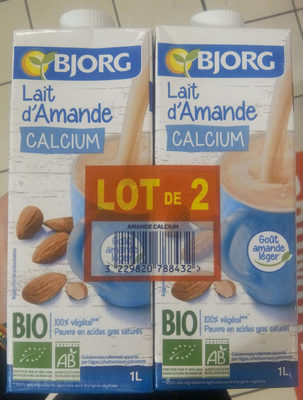 BJORG
Lait
d'Amande
CALCIUM
BIO
100% végétal**
Pauvre en acides gras saturés
AB
1L
BJORG
Lait
d'Amande
CALCIUM
Goût
amande
léger
BIO
100% végétal**
Pauvre en acides gras saturés
AB
1L
LOT DE 2
AMANDE CALCIUM
3 229820 788432 >